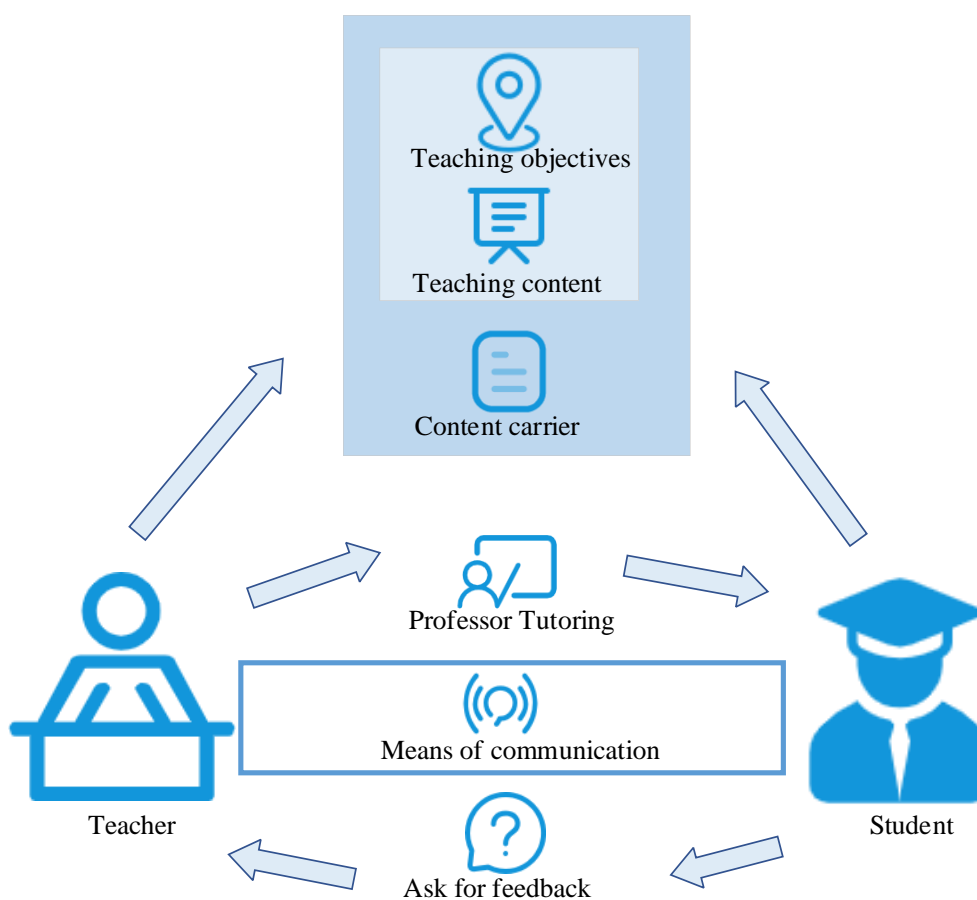 Teaching objectives
Teaching content
Content carrier
Professor Tutoring
Means of communication
Teacher
Student
Ask for feedback